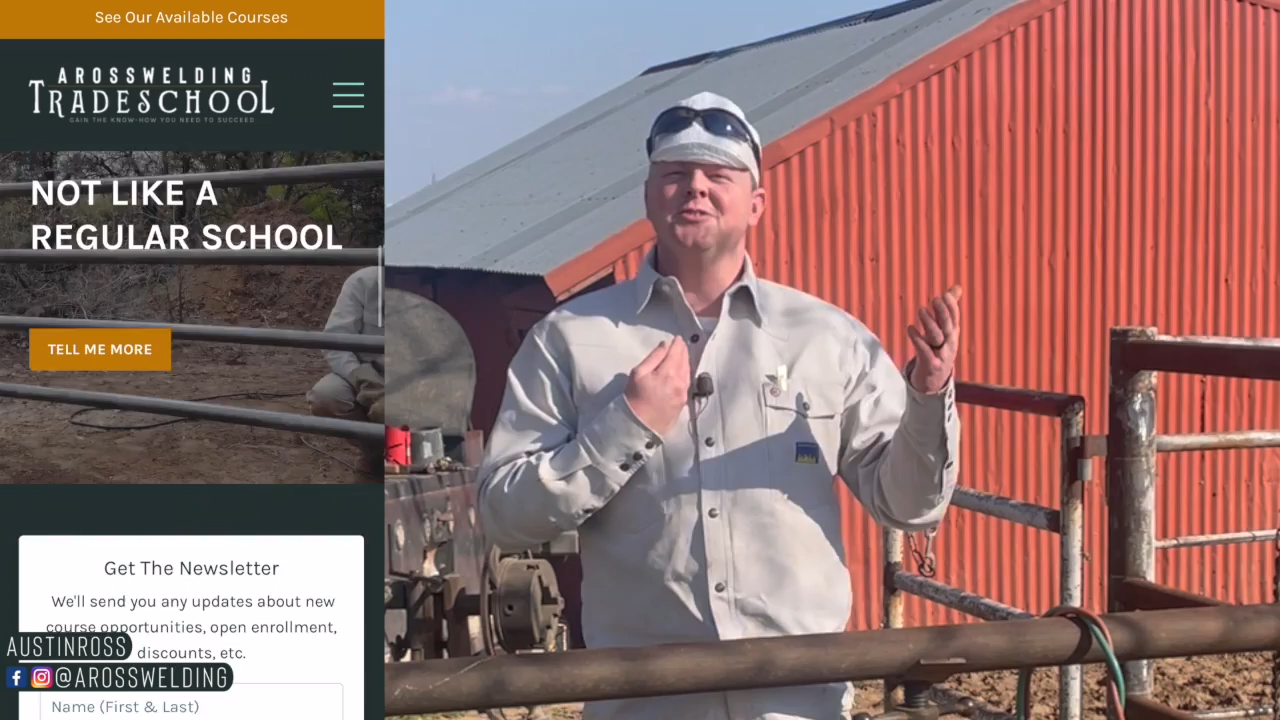 See Our Available Courses
AROSSWELDING
TRADESCHOOL
GAIN THE KNOW-HOW YOU NEED TO SUCCEED
NOT LIKE A
REGULAR SCHOOL
TELL ME MORE
Get The Newsletter
We'll send you any updates about new
course opportunities, open enrollment,
discounts, etc.
AUSTINROSS
@AROSSWELDING
Name (First & Last)